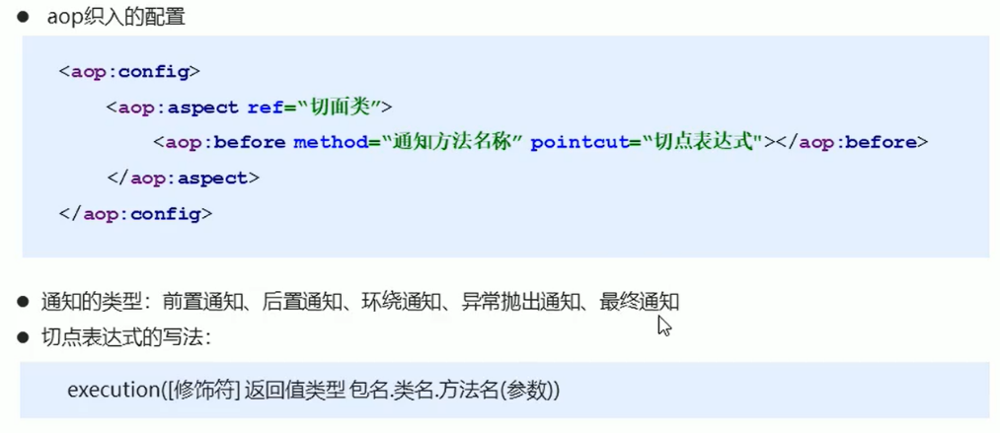 ● aop织入的配置
<aop:config>
<aop:aspect ref=“切面类”>
<aop:before method=“通知方法名称” pointcut=“切点表达式"></aop:before>
</aop:aspect>
</aop:config>
● 通知的类型：前置通知、后置通知、环绕通知、异常抛出通知、最终通知
● 切点表达式的写法：
execution([修饰符] 返回值类型 包名.类名.方法名(参数))